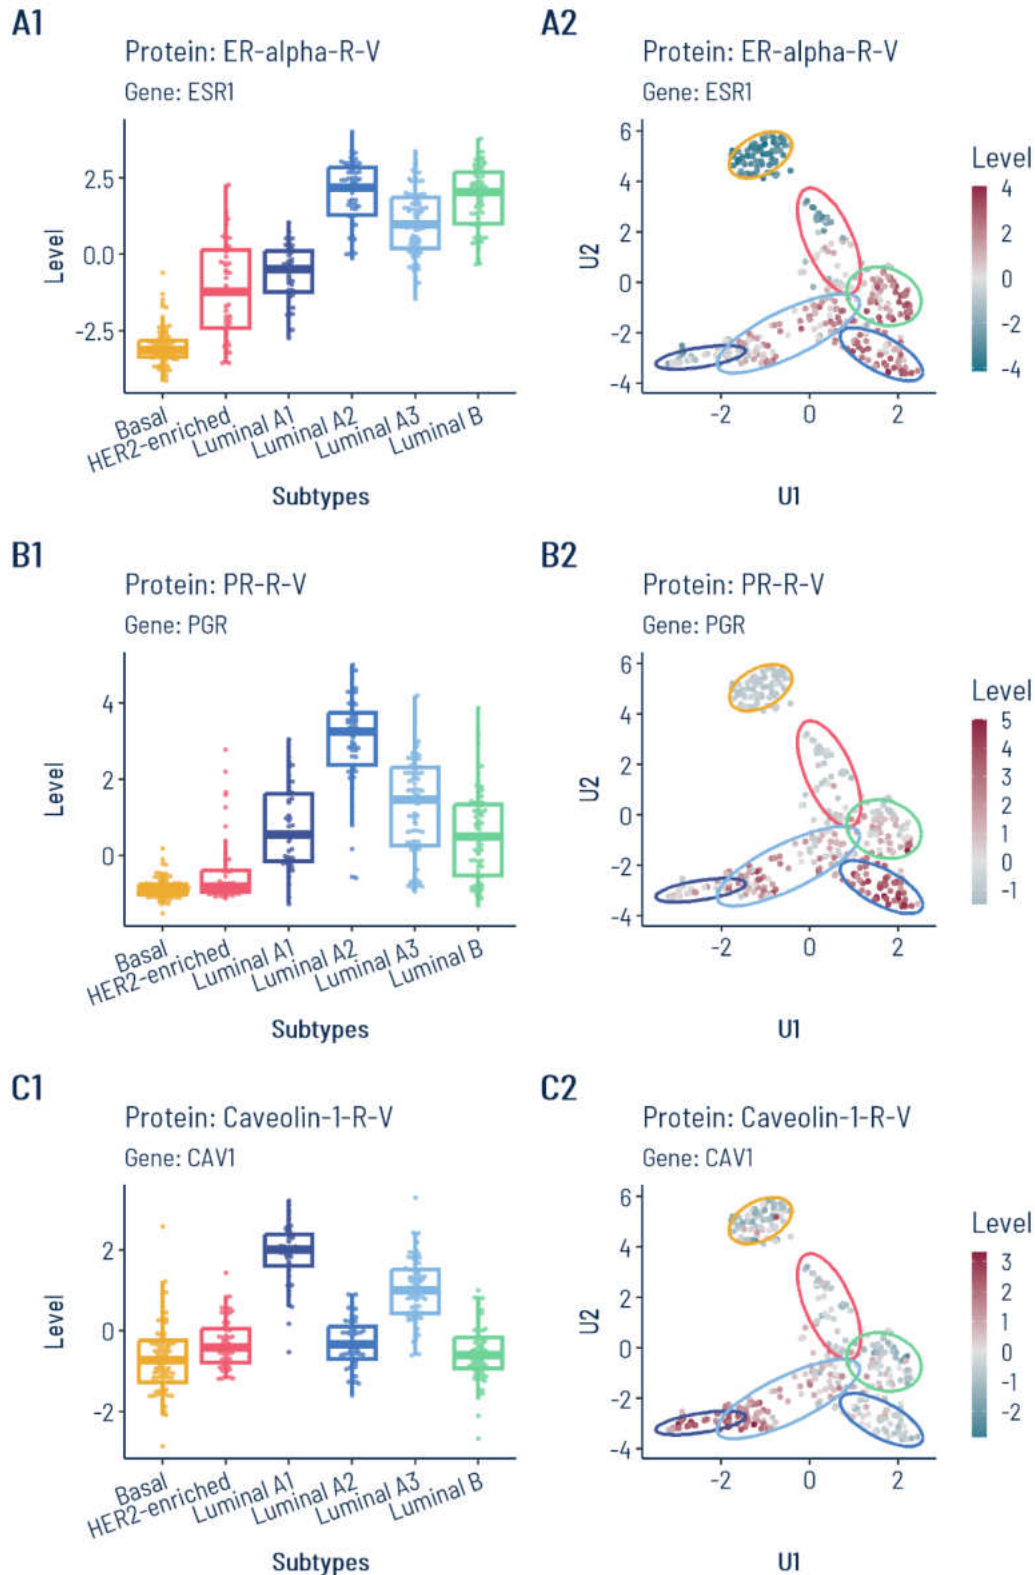 A1
Protein: ER-alpha-R-V
Gene: ESR1
Level
2.5
0.0
-2.5
Basal
HER2-enriched
Luminal A1
Luminal A2
Luminal A3
Luminal B
Subtypes
A2
Protein: ER-alpha-R-V
Gene: ESR1
U2
6
4
2
0
-2
-4
-2
0
2
U1
Level
4
2
0
-2
-4
B1
Protein: PR-R-V
Gene: PGR
Level
4
2
0
Basal
HER2-enriched
Luminal A1
Luminal A2
Luminal A3
Luminal B
Subtypes
B2
Protein: PR-R-V
Gene: PGR
U2
6
4
2
0
-2
-4
-2
0
2
U1
Level
5
4
3
2
1
0
-1
C1
Protein: Caveolin-1-R-V
Gene: CAV1
Level
2
0
-2
Basal
HER2-enriched
Luminal A1
Luminal A2
Luminal A3
Luminal B
Subtypes
C2
Protein: Caveolin-1-R-V
Gene: CAV1
U2
6
4
2
0
-2
-4
-2
0
2
U1
Level
3
2
1
0
-1
-2